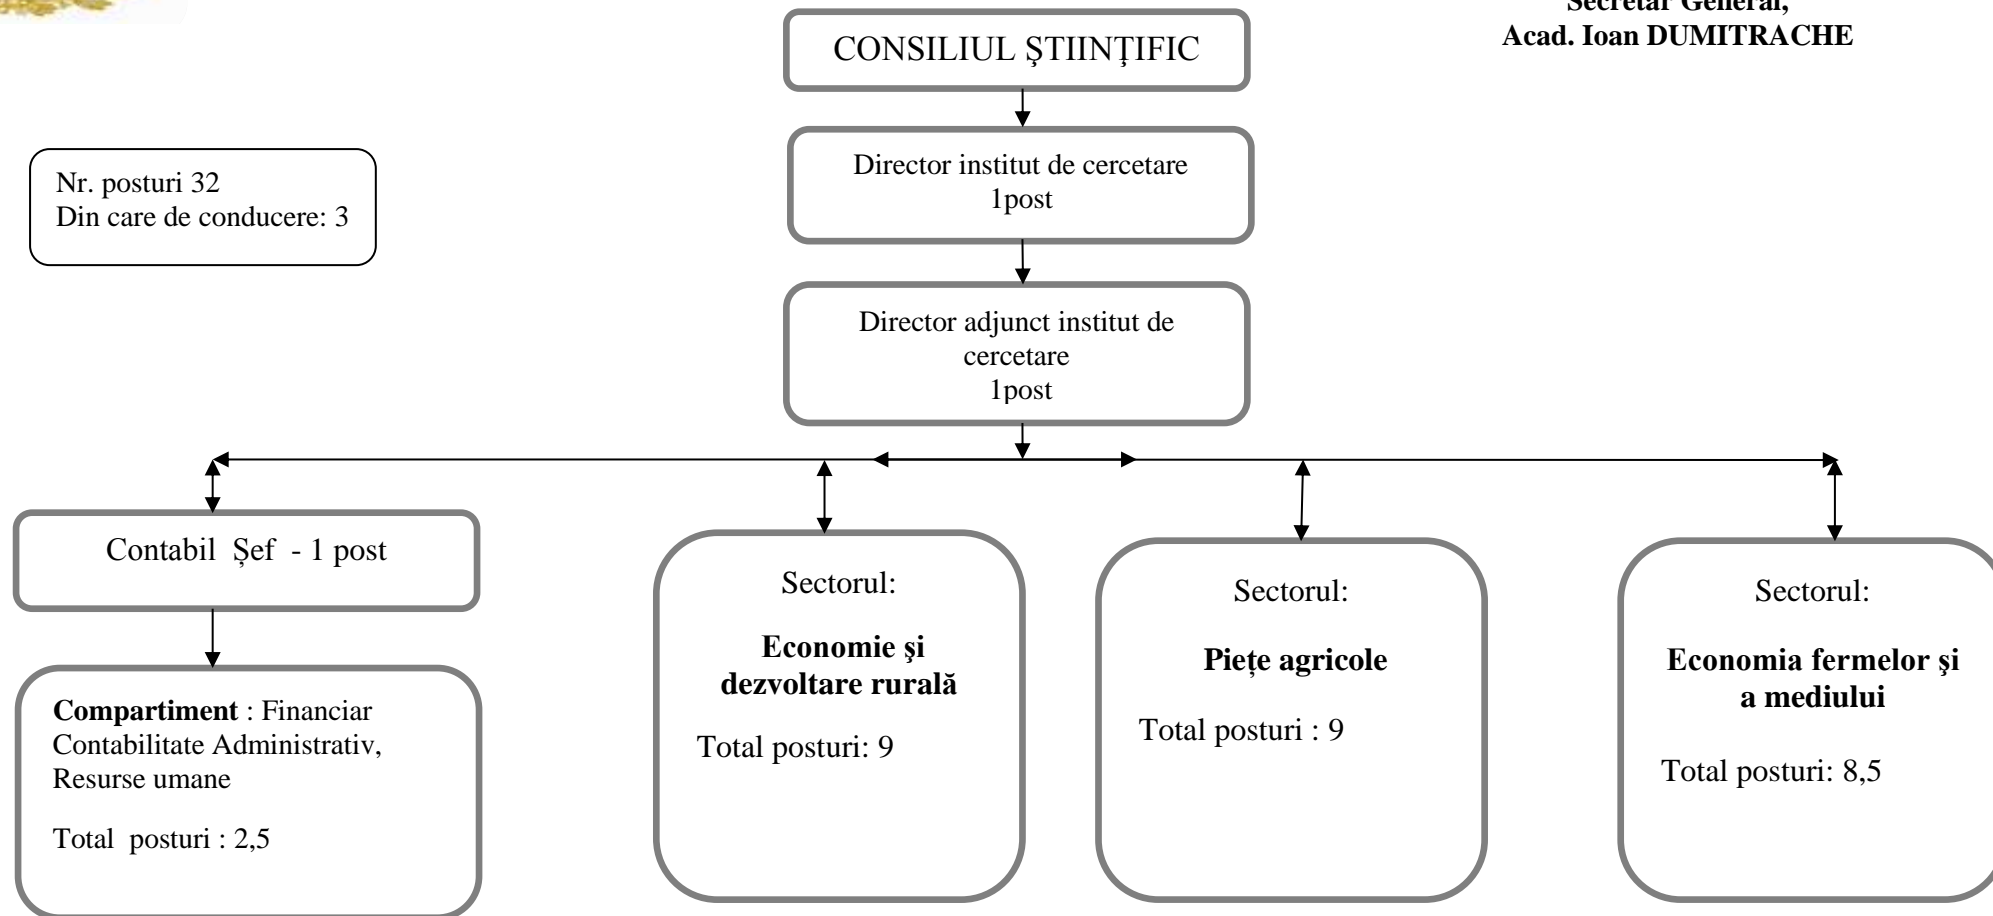 Secretar General,
Acad. Ioan DUMITRACHE
CONSILIUL ŞTIINŢIFIC
Nr. posturi 32
Din care de conducere: 3
Director institut de cercetare
1post
Director adjunct institut de
cercetare
1post
Contabil Șef - 1 post
Compartiment : Financiar
Contabilitate Administrativ,
Resurse umane
Total posturi : 2,5
Sectorul:
Economie şi
dezvoltare rurală
Total posturi: 9
Sectorul:
Piețe agricole
Total posturi : 9
Sectorul:
Economia fermelor şi
a mediului
Total posturi: 8,5